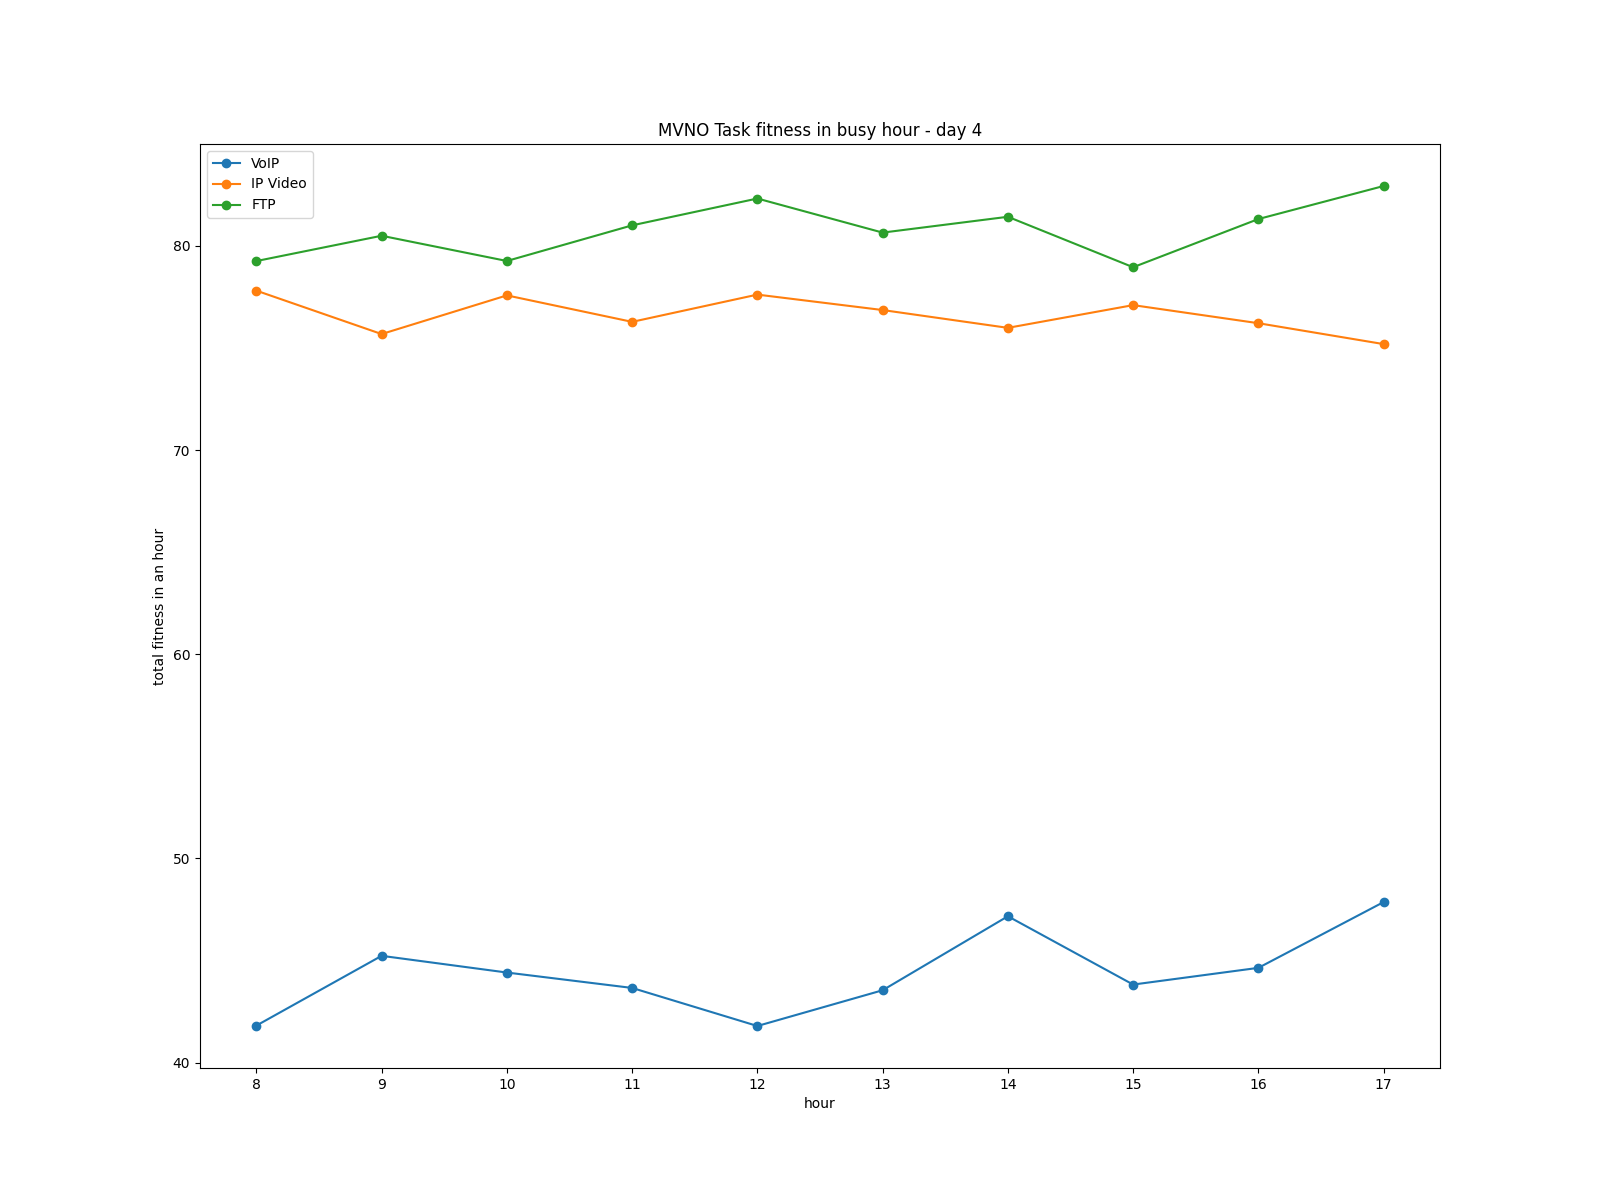 MVNO Task fitness in busy hour - day 4
VoIP
IP Video
FTP
80
70
60
50
40
total fitness in an hour
8 9 10 11 12 13 14 15 16 17
hour